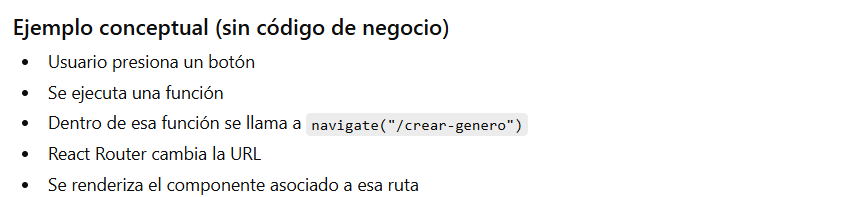 Ejemplo conceptual (sin código de negocio)
• Usuario presiona un botón
• Se ejecuta una función
• Dentro de esa función se llama a navigate("/crear-genero")
• React Router cambia la URL
• Se renderiza el componente asociado a esa ruta